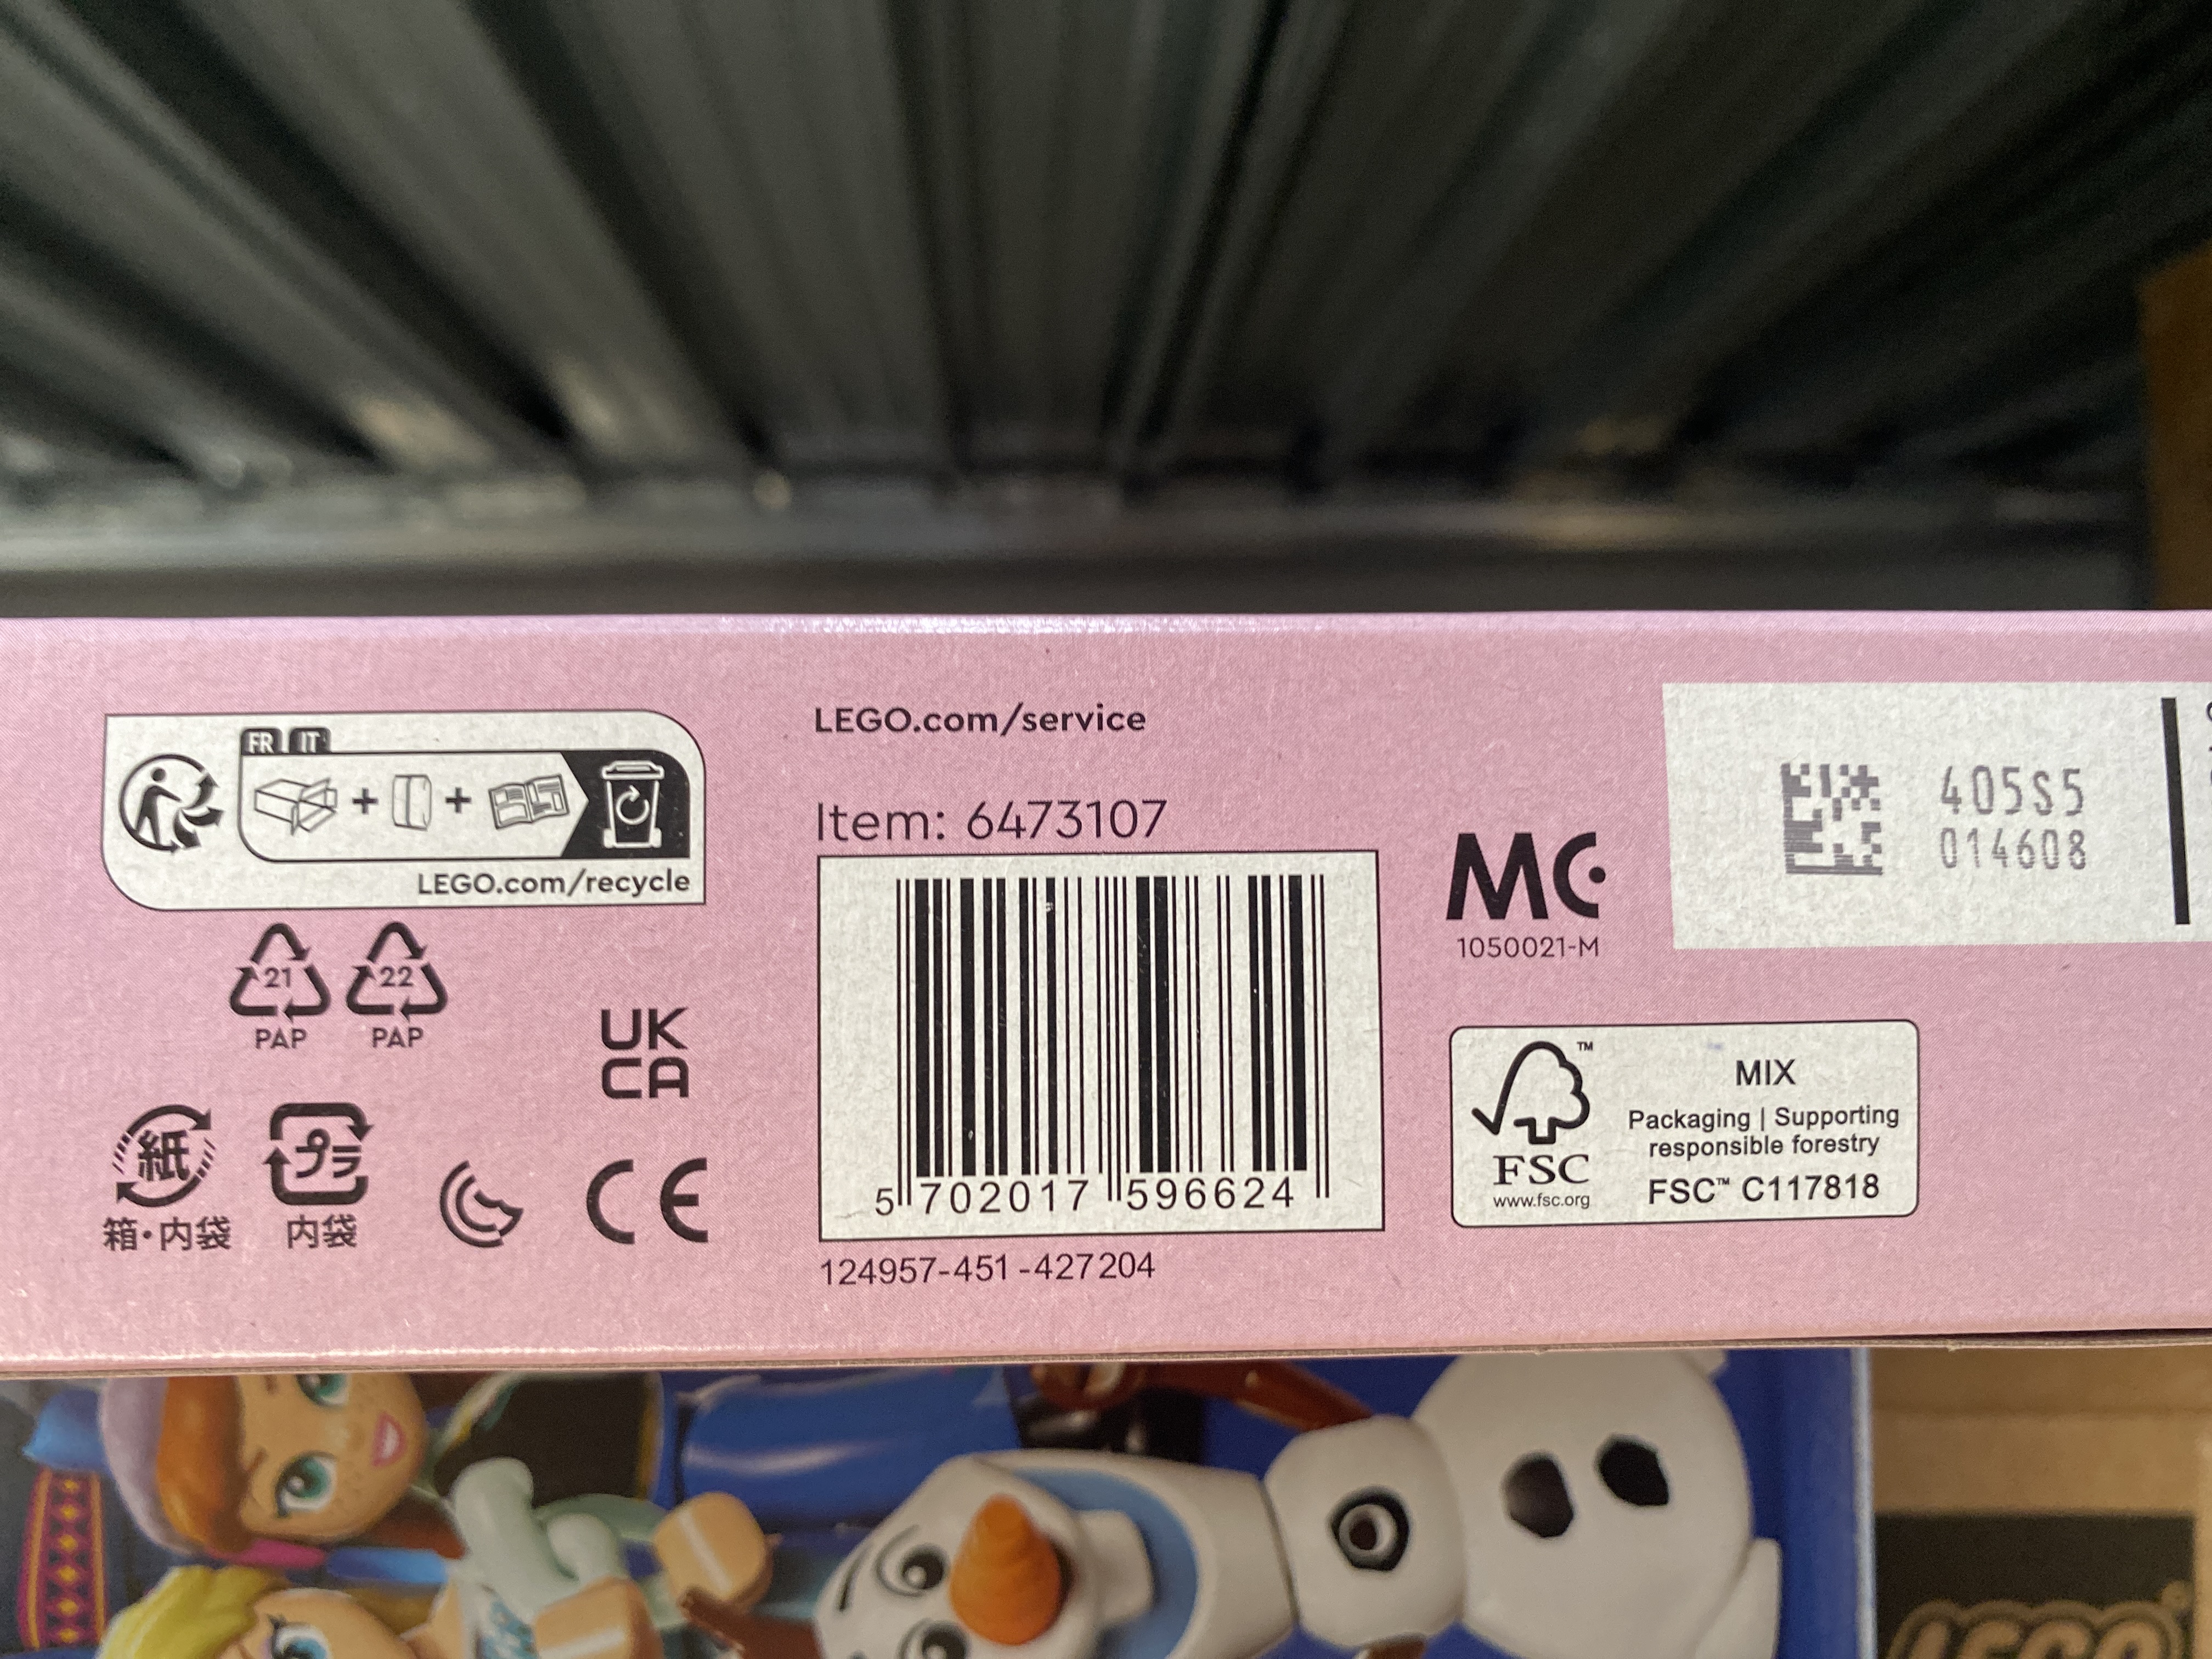 FR IT
LEGO.com/recycle
21
PAP
22
PAP
UK
CA
紙
箱・内袋
プラ
内袋
CE
LEGO.com/service
Item: 6473107
5 702017 596624
124957-451-427204
MC
1050021-M
405S5
014608
FSC
www.fsc.org
MIX
Packaging | Supporting
responsible forestry
FSC™ C117818
LEGO